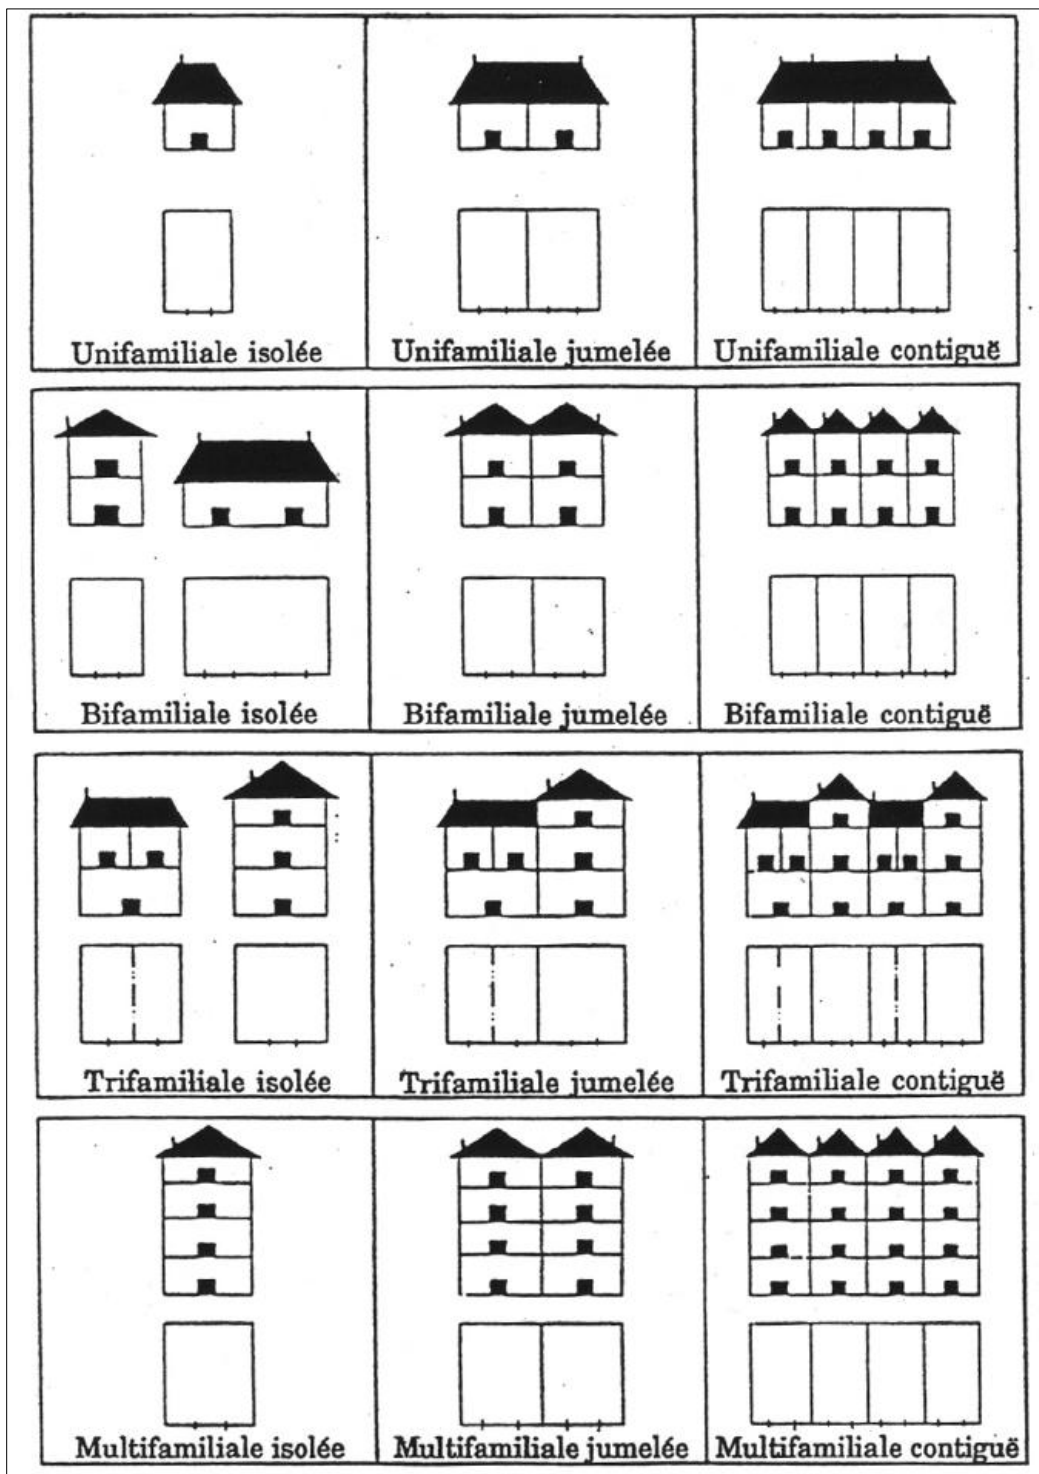 Unifamiliale isolée
Unifamiliale jumelée
Unifamiliale contiguë
Bifamiliale isolée
Bifamiliale jumelée
Bifamiliale contiguë
Trifamiliale isolée
Trifamiliale jumelée
Trifamiliale contiguë
Multifamiliale isolée
Multifamiliale jumelée
Multifamiliale contiguë